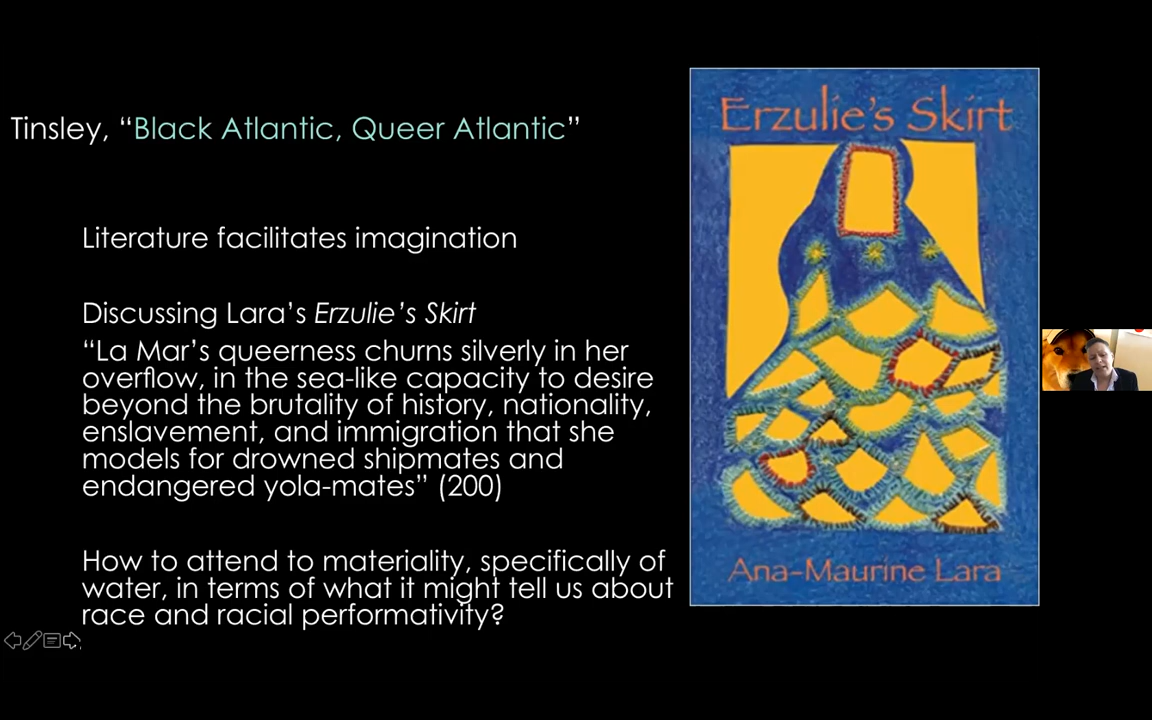 Tinsley, “Black Atlantic, Queer Atlantic”
Literature facilitates imagination
Discussing Lara’s Erzulie’s Skirt
“La Mar’s queerness churns silverly in her
overflow, in the sea-like capacity to desire
beyond the brutality of history, nationality,
enslavement, and immigration that she
models for drowned shipmates and
endangered yola-mates” (200)
How to attend to materiality, specifically of
water, in terms of what it might tell us about
race and racial performativity?
Erzulie’s Skirt
Ana-Maurine Lara